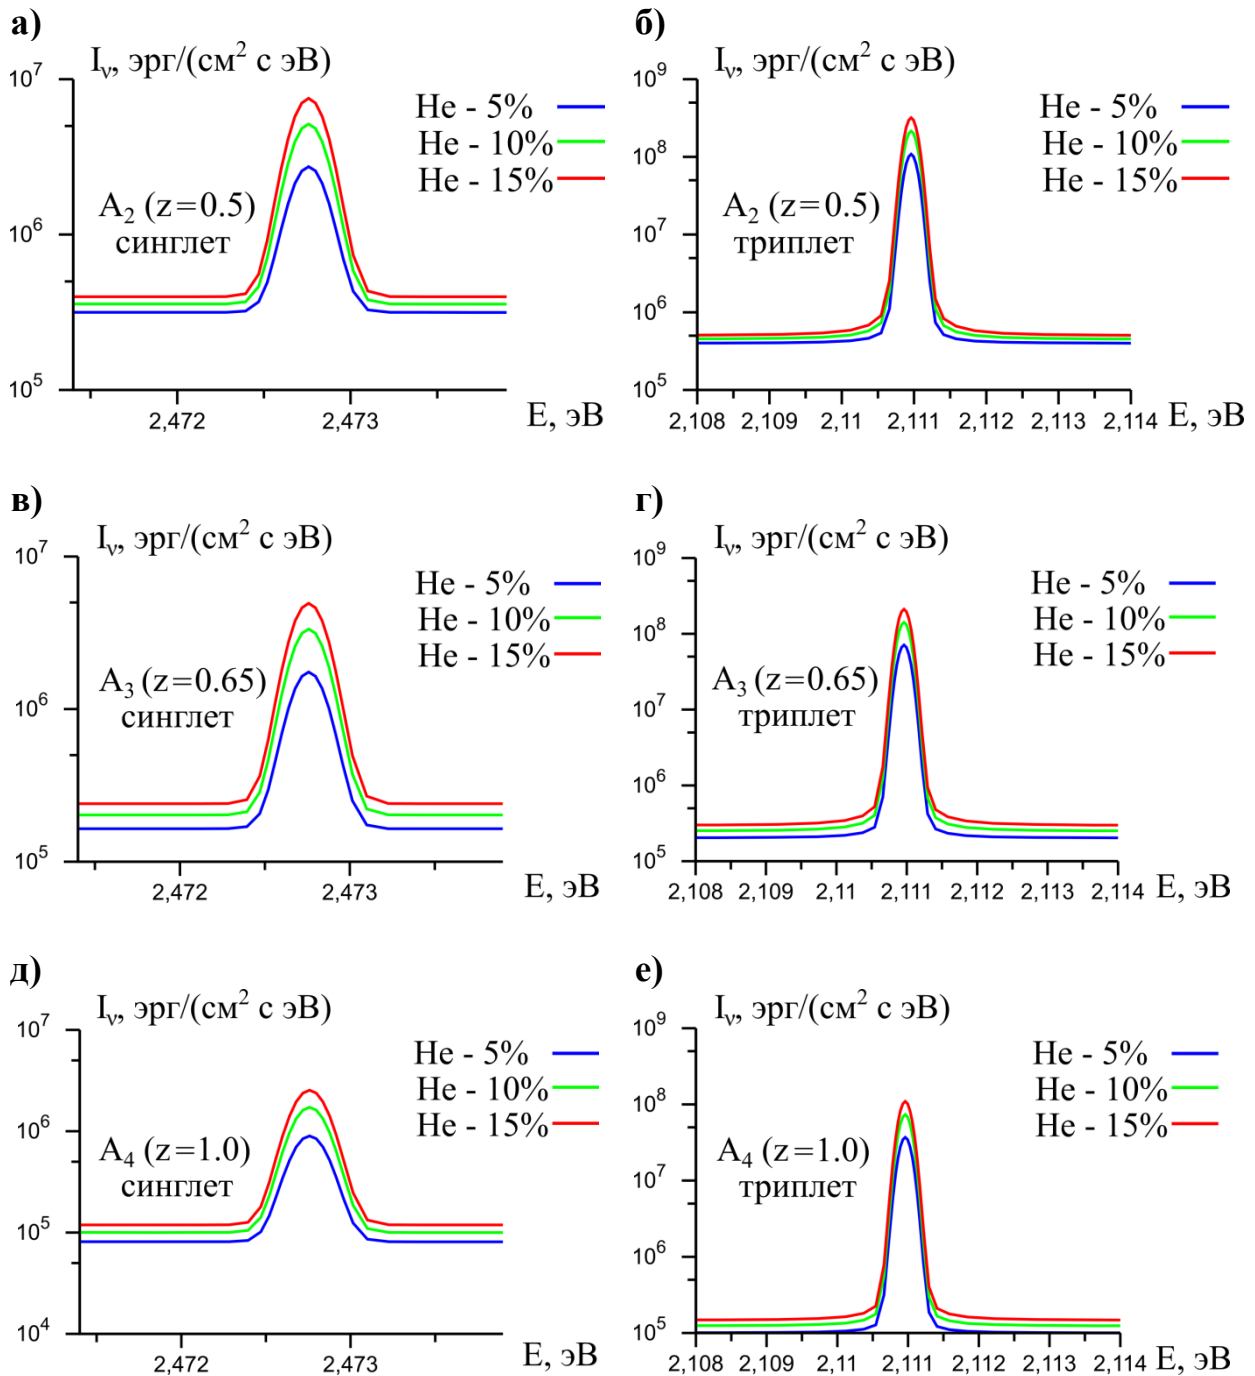 а)
I_ν, эрг/(см² с эВ)
10⁷
He - 5%
He - 10%
He - 15%
A₂ (z=0.5)
синглет
10⁶
10⁵
2,472
2,473
E, эВ
б)
I_ν, эрг/(см² с эВ)
10⁹
He - 5%
He - 10%
He - 15%
10⁸
A₂ (z=0.5)
триплет
10⁷
10⁶
10⁵
2,108
2,109
2,11
2,111
2,112
2,113
2,114
E, эВ
в)
I_ν, эрг/(см² с эВ)
10⁷
He - 5%
He - 10%
He - 15%
A₃ (z=0.65)
синглет
10⁶
10⁵
2,472
2,473
E, эВ
г)
I_ν, эрг/(см² с эВ)
10⁹
He - 5%
He - 10%
He - 15%
10⁸
A₃ (z=0.65)
триплет
10⁷
10⁶
10⁵
2,108
2,109
2,11
2,111
2,112
2,113
2,114
E, эВ
д)
I_ν, эрг/(см² с эВ)
10⁷
He - 5%
He - 10%
He - 15%
10⁶
A₄ (z=1.0)
синглет
10⁵
10⁴
2,472
2,473
E, эВ
е)
I_ν, эрг/(см² с эВ)
10⁹
He - 5%
He - 10%
He - 15%
10⁸
A₄ (z=1.0)
триплет
10⁷
10⁶
10⁵
2,108
2,109
2,11
2,111
2,112
2,113
2,114
E, эВ